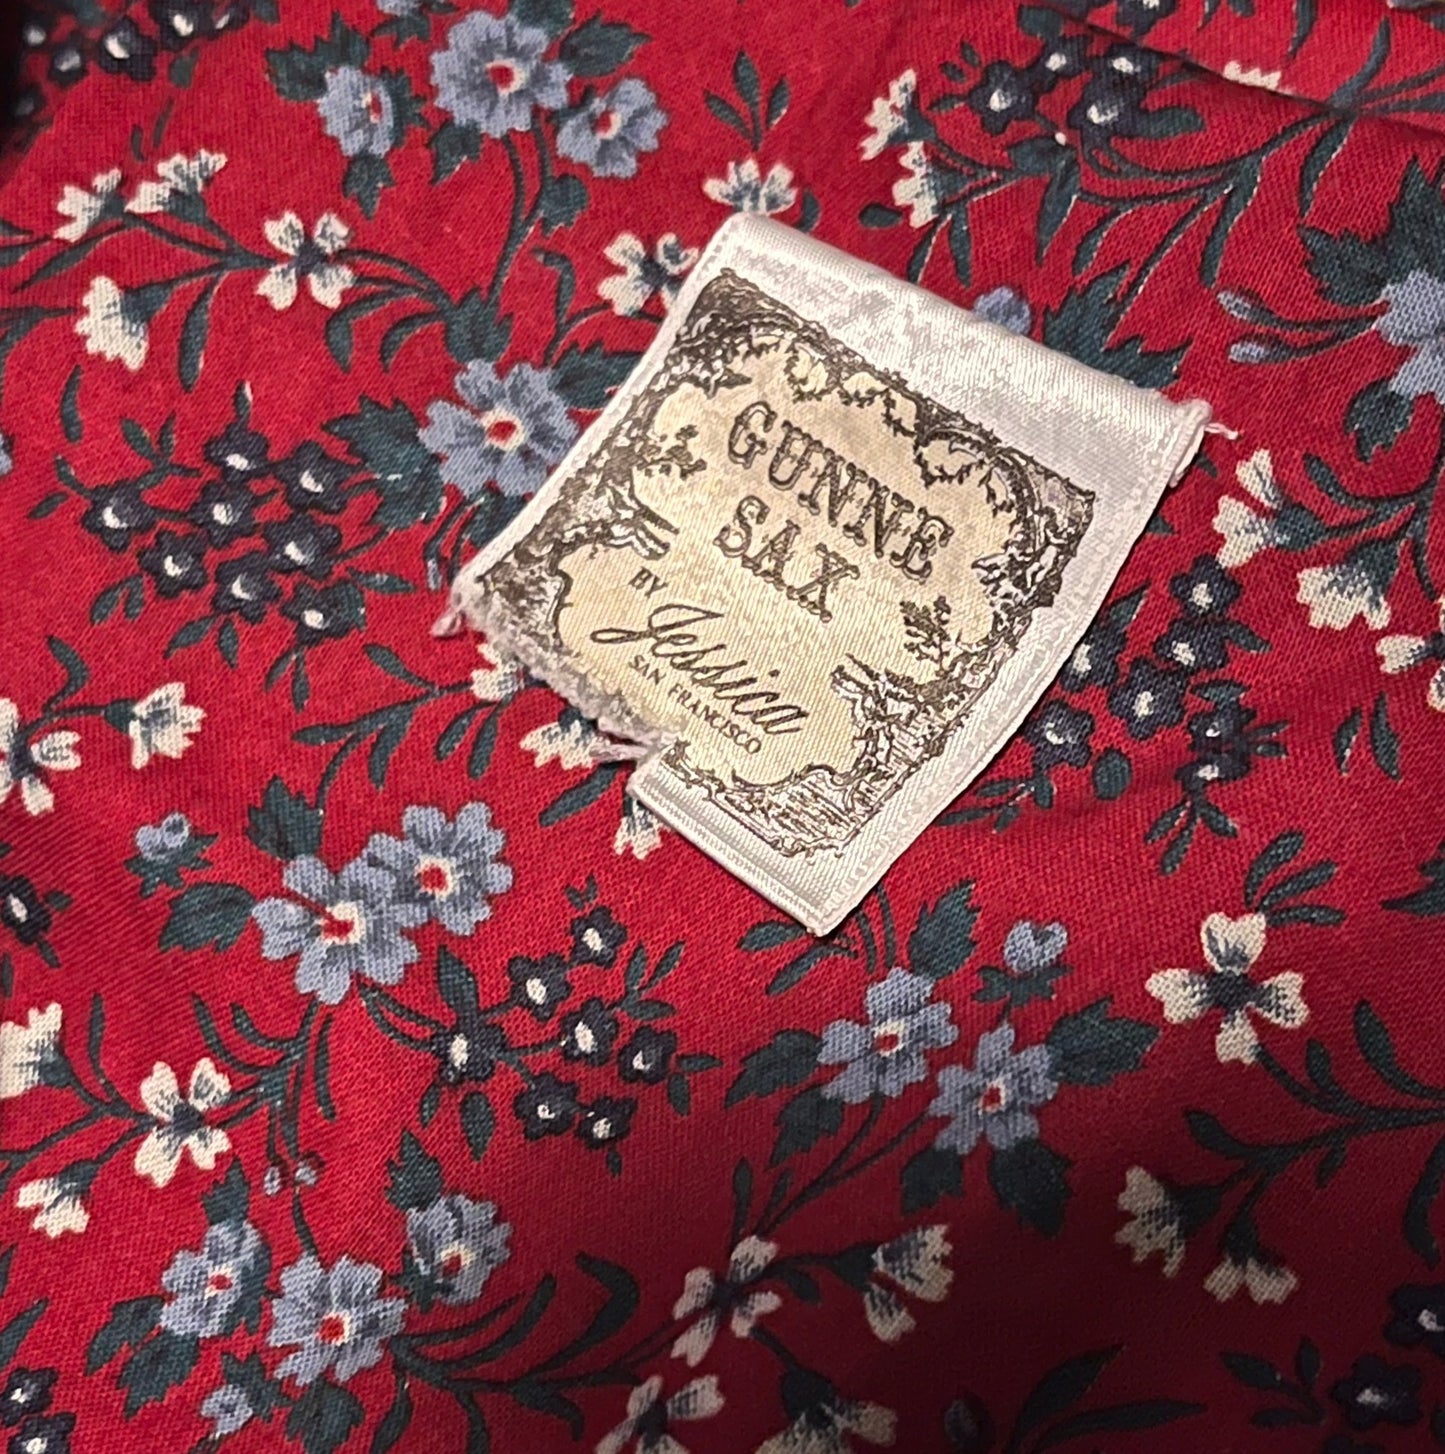 GUNNE
SAX
BY
Jessica
SAN FRANCISCO